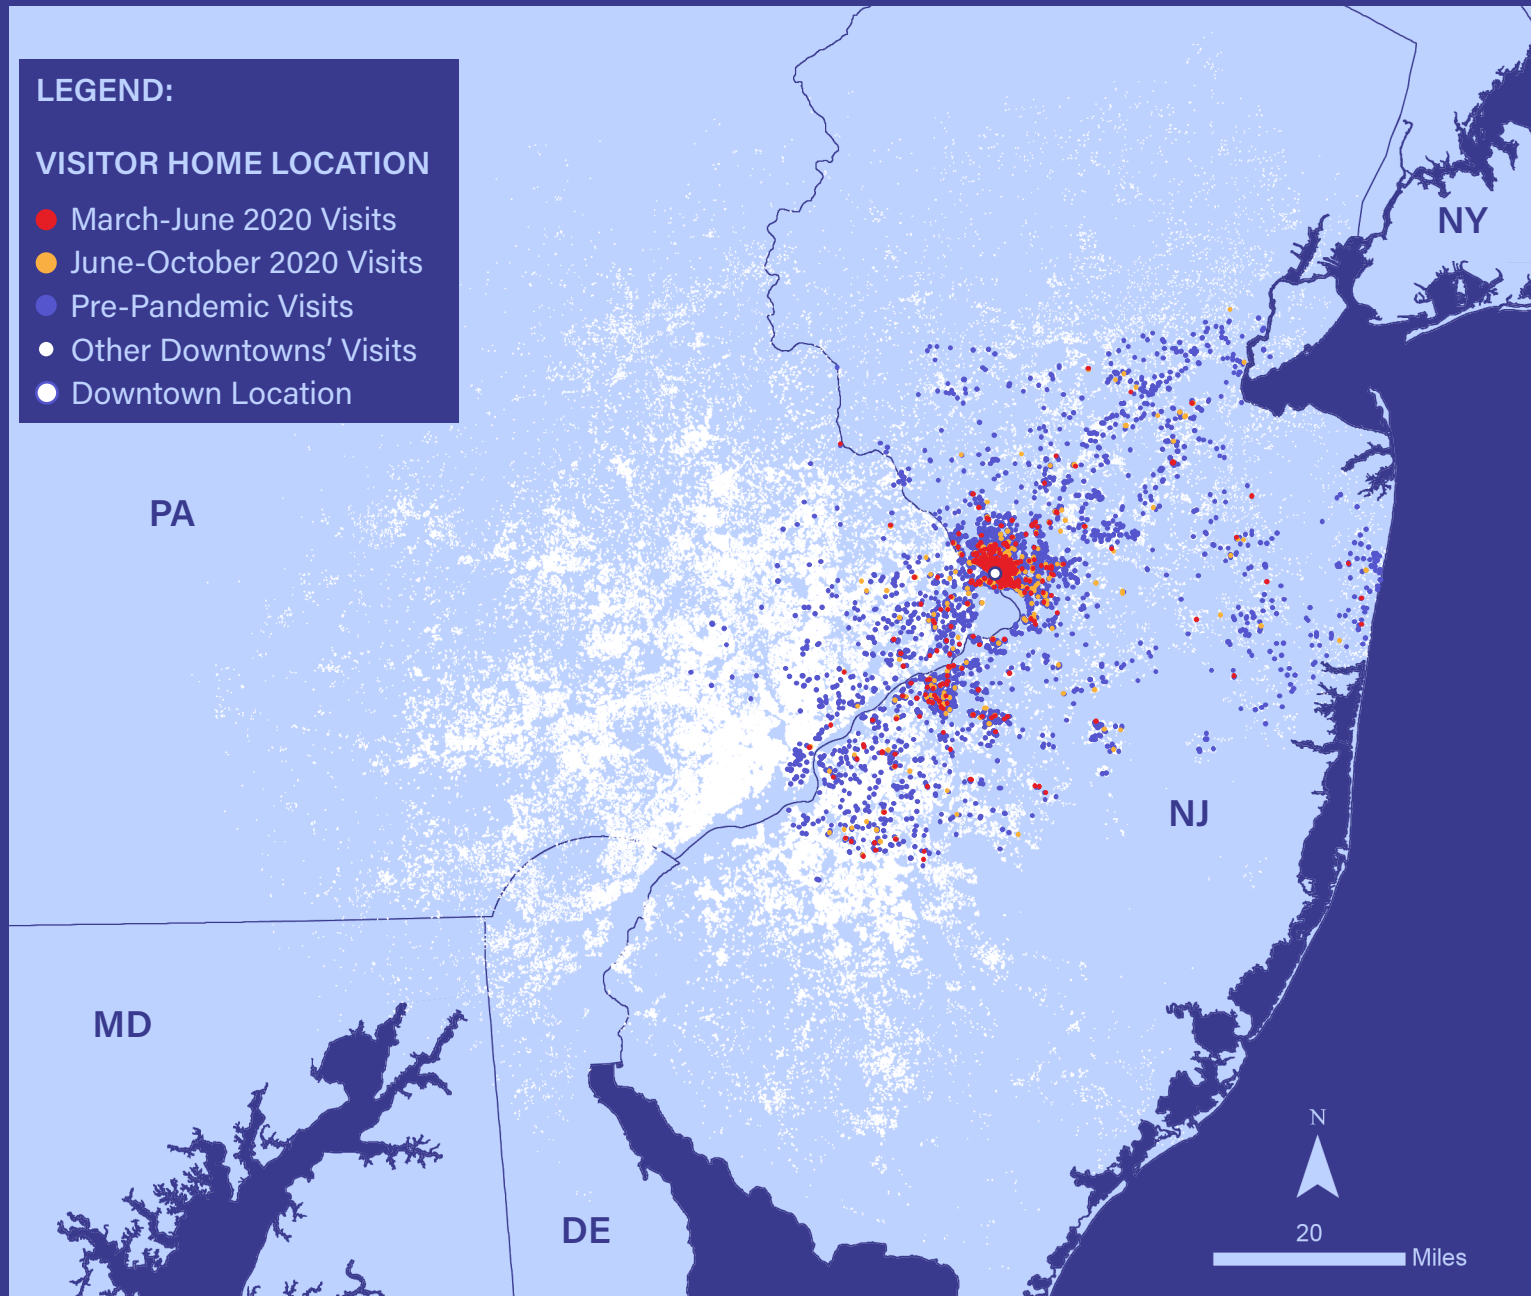 LEGEND:
VISITOR HOME LOCATION
March-June 2020 Visits
June-October 2020 Visits
Pre-Pandemic Visits
Other Downtowns’ Visits
Downtown Location
NY
PA
NJ
MD
DE
N
20
Miles